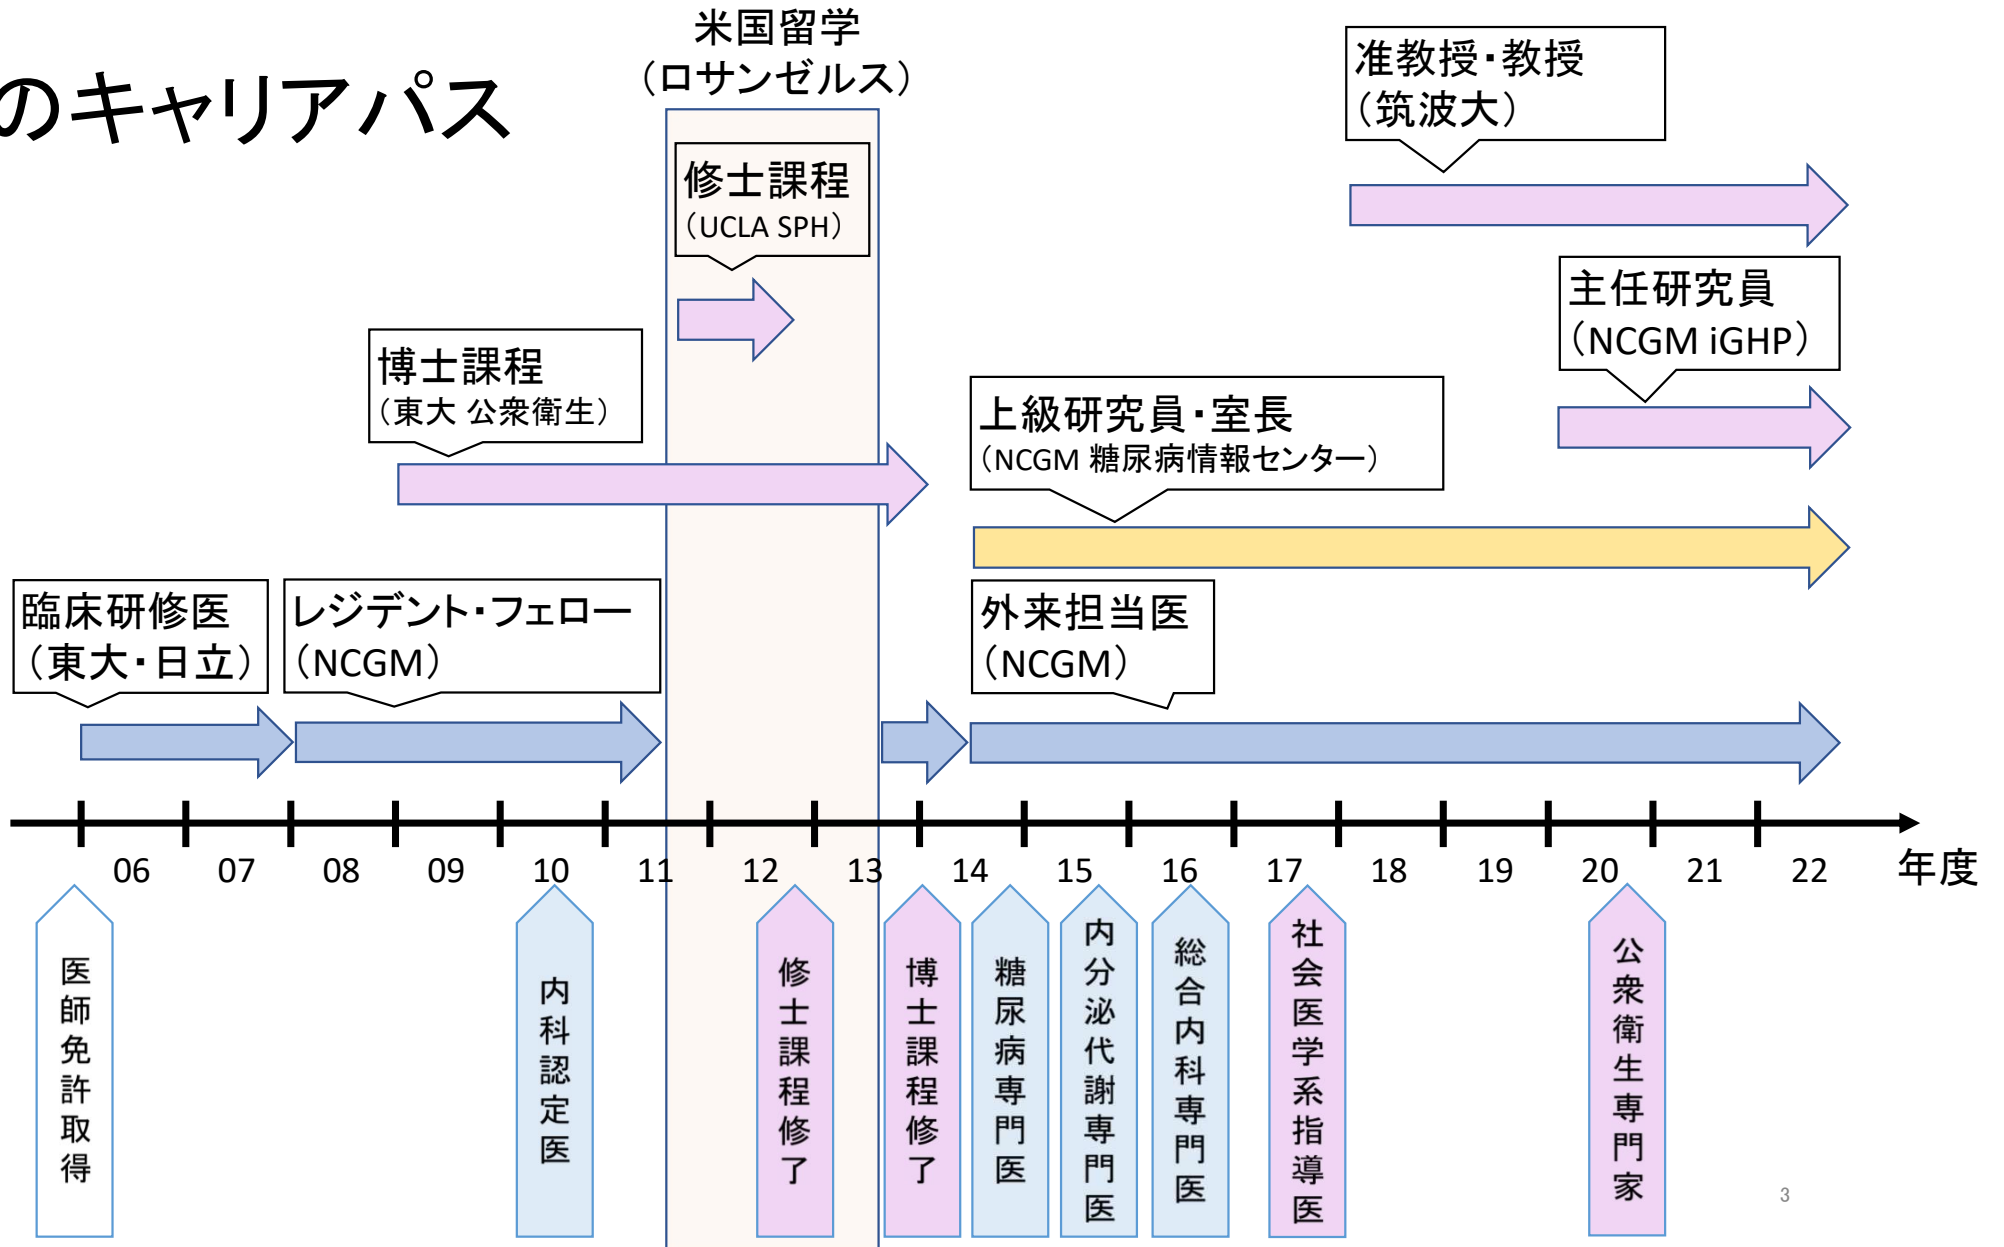 のキャリアパス
米国留学
（ロサンゼルス）
准教授・教授
（筑波大）
修士課程
（UCLA SPH）
主任研究員
（NCGM iGHP）
博士課程
（東大 公衆衛生）
上級研究員・室長
（NCGM 糖尿病情報センター）
臨床研修医
（東大・日立）
レジデント・フェロー
（NCGM）
外来担当医
（NCGM）
06 07 08 09 10 11 12 13 14 15 16 17 18 19 20 21 22 年度
医師免許取得
内科認定医
修士課程修了
博士課程修了
糖尿病専門医
内分泌代謝専門医
総合内科専門医
社会医学系指導医
公衆衛生専門家
3